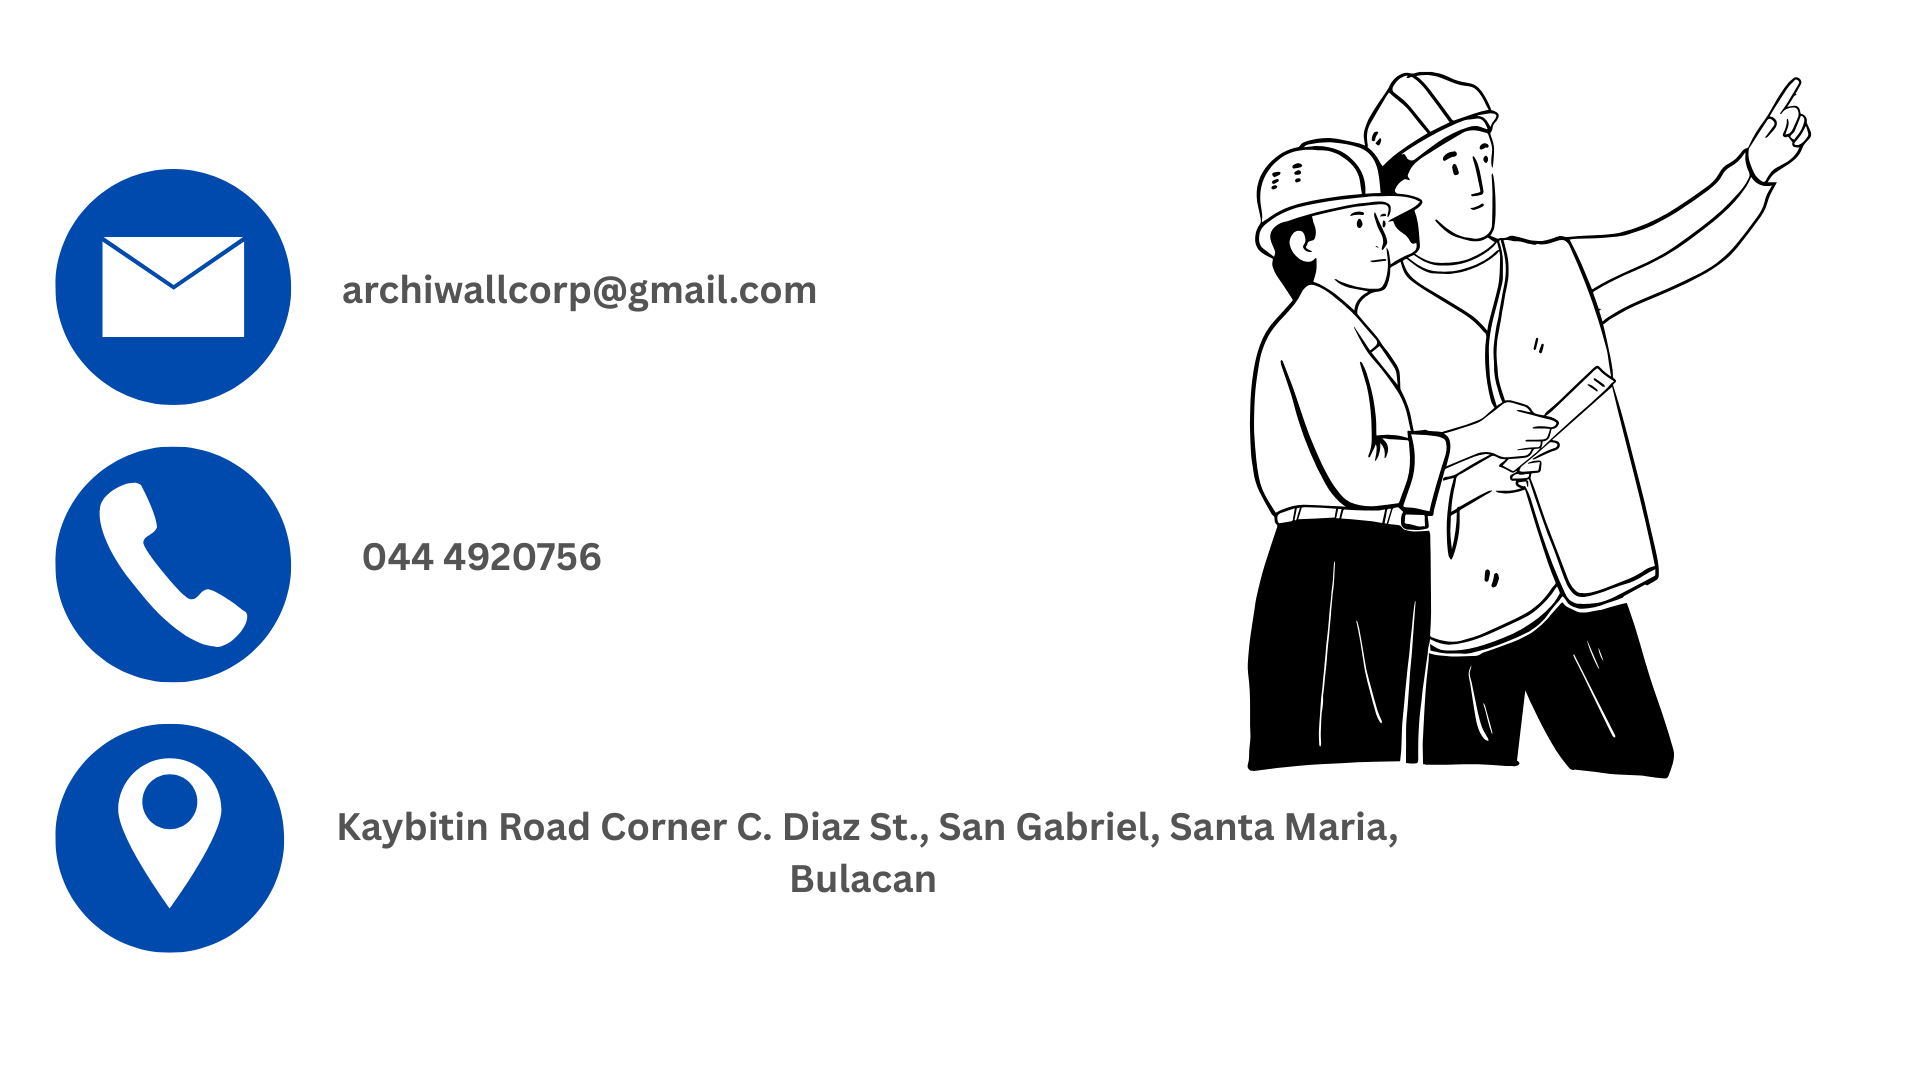 archiwallcorp@gmail.com
044 4920756
Kaybitin Road Corner C. Diaz St., San Gabriel, Santa Maria,
Bulacan